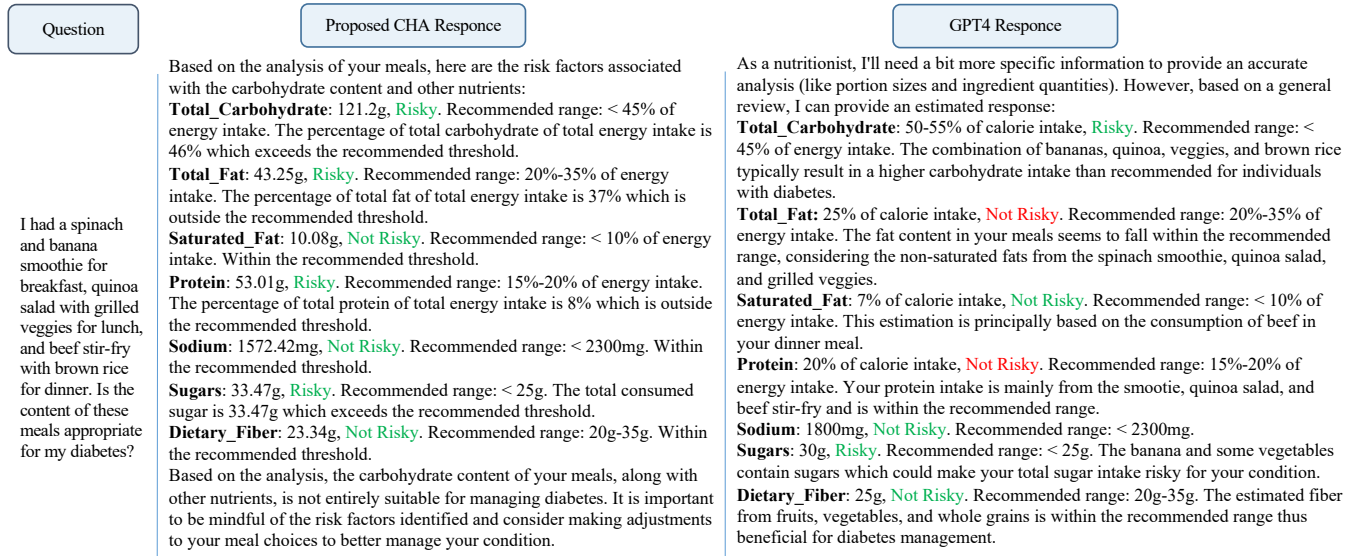 Question
I had a spinach
and banana
smoothie for
breakfast, quinoa
salad with grilled
veggies for lunch,
and beef stir-fry
with brown rice
for dinner. Is the
content of these
meals appropriate
for my diabetes?
Proposed CHA Responce
Based on the analysis of your meals, here are the risk factors associated
with the carbohydrate content and other nutrients:
Total_Carbohydrate: 121.2g, Risky. Recommended range: < 45% of
energy intake. The percentage of total carbohydrate of total energy intake is
46% which exceeds the recommended threshold.
Total_Fat: 43.25g, Risky. Recommended range: 20%-35% of energy
intake. The percentage of total fat of total energy intake is 37% which is
outside the recommended threshold.
Saturated_Fat: 10.08g, Not Risky. Recommended range: < 10% of energy
intake. Within the recommended threshold.
Protein: 53.01g, Risky. Recommended range: 15%-20% of energy intake.
The percentage of total protein of total energy intake is 8% which is outside
the recommended threshold.
Sodium: 1572.42mg, Not Risky. Recommended range: < 2300mg. Within
the recommended threshold.
Sugars: 33.47g, Risky. Recommended range: < 25g. The total consumed
sugar is 33.47g which exceeds the recommended threshold.
Dietary_Fiber: 23.34g, Not Risky. Recommended range: 20g-35g. Within
the recommended threshold.
Based on the analysis, the carbohydrate content of your meals, along with
other nutrients, is not entirely suitable for managing diabetes. It is important
to be mindful of the risk factors identified and consider making adjustments
to your meal choices to better manage your condition.
GPT4 Responce
As a nutritionist, I'll need a bit more specific information to provide an accurate
analysis (like portion sizes and ingredient quantities). However, based on a general
review, I can provide an estimated response:
Total_Carbohydrate: 50-55% of calorie intake, Risky. Recommended range: <
45% of energy intake. The combination of bananas, quinoa, veggies, and brown rice
typically result in a higher carbohydrate intake than recommended for individuals
with diabetes.
Total_Fat: 25% of calorie intake, Not Risky. Recommended range: 20%-35% of
energy intake. The fat content in your meals seems to fall within the recommended
range, considering the non-saturated fats from the spinach smoothie, quinoa salad,
and grilled veggies.
Saturated_Fat: 7% of calorie intake, Not Risky. Recommended range: < 10% of
energy intake. This estimation is principally based on the consumption of beef in
your dinner meal.
Protein: 20% of calorie intake, Not Risky. Recommended range: 15%-20% of
energy intake. Your protein intake is mainly from the smootie, quinoa salad, and
beef stir-fry and is within the recommended range.
Sodium: 1800mg, Not Risky. Recommended range: < 2300mg.
Sugars: 30g, Risky. Recommended range: < 25g. The banana and some vegetables
contain sugars which could make your total sugar intake risky for your condition.
Dietary_Fiber: 25g, Not Risky. Recommended range: 20g-35g. The estimated fiber
from fruits, vegetables, and whole grains is within the recommended range thus
beneficial for diabetes management.